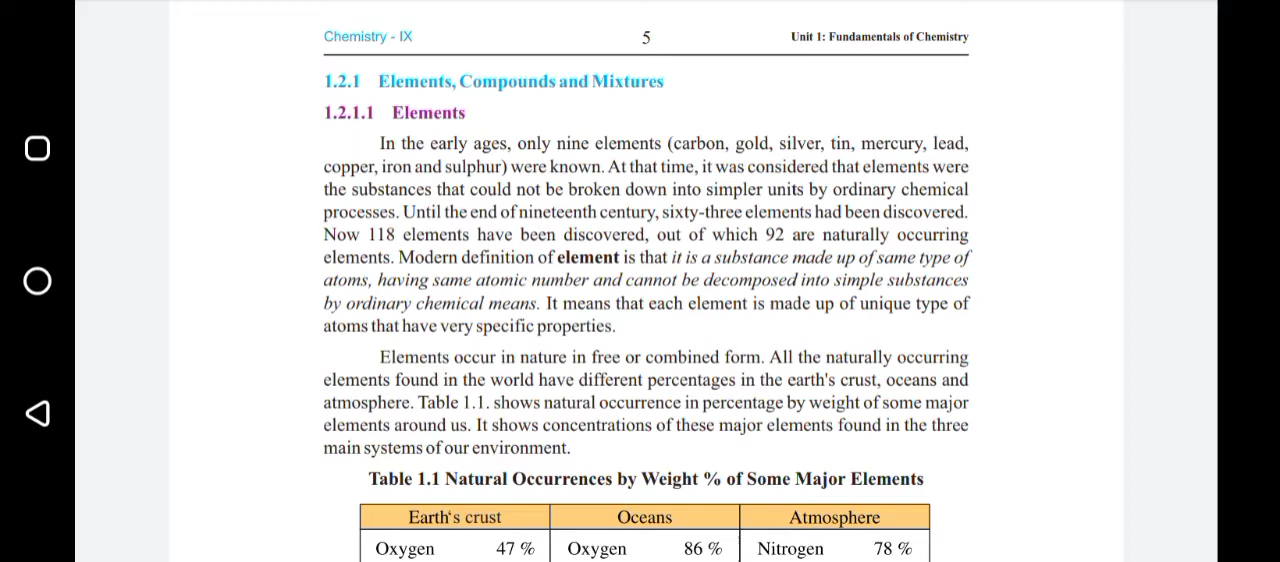 Chemistry - IX 5 Unit 1: Fundamentals of Chemistry
1.2.1 Elements, Compounds and Mixtures
1.2.1.1 Elements
In the early ages, only nine elements (carbon, gold, silver, tin, mercury, lead,
copper, iron and sulphur) were known. At that time, it was considered that elements were
the substances that could not be broken down into simpler units by ordinary chemical
processes. Until the end of nineteenth century, sixty-three elements had been discovered.
Now 118 elements have been discovered, out of which 92 are naturally occurring
elements. Modern definition of element is that it is a substance made up of same type of
atoms, having same atomic number and cannot be decomposed into simple substances
by ordinary chemical means. It means that each element is made up of unique type of
atoms that have very specific properties.
Elements occur in nature in free or combined form. All the naturally occurring
elements found in the world have different percentages in the earth's crust, oceans and
atmosphere. Table 1.1. shows natural occurrence in percentage by weight of some major
elements around us. It shows concentrations of these major elements found in the three
main systems of our environment.
Table 1.1 Natural Occurrences by Weight % of Some Major Elements
Earth's crust Oceans Atmosphere
Oxygen 47 % Oxygen 86 % Nitrogen 78 %